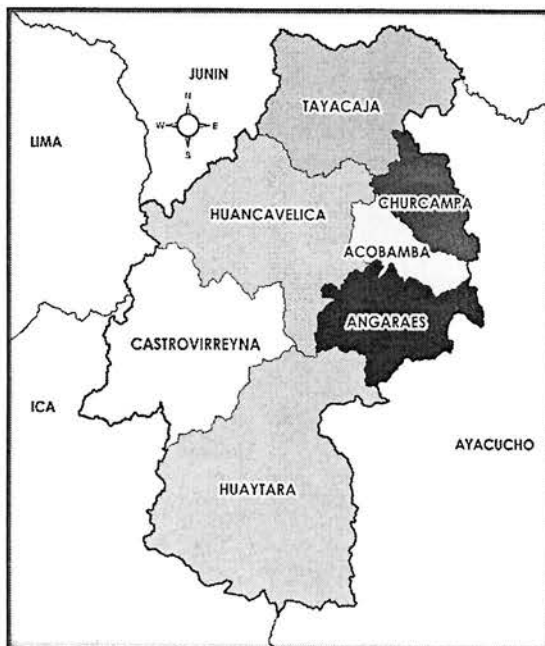 JUNIN
N
W E
S
TAYACAJA
LIMA
CHURCAMPA
HUANCAVELICA
ACOBAMBA
ANGARAES
CASTROVIRREYNA
ICA
AYACUCHO
HUAYTARA